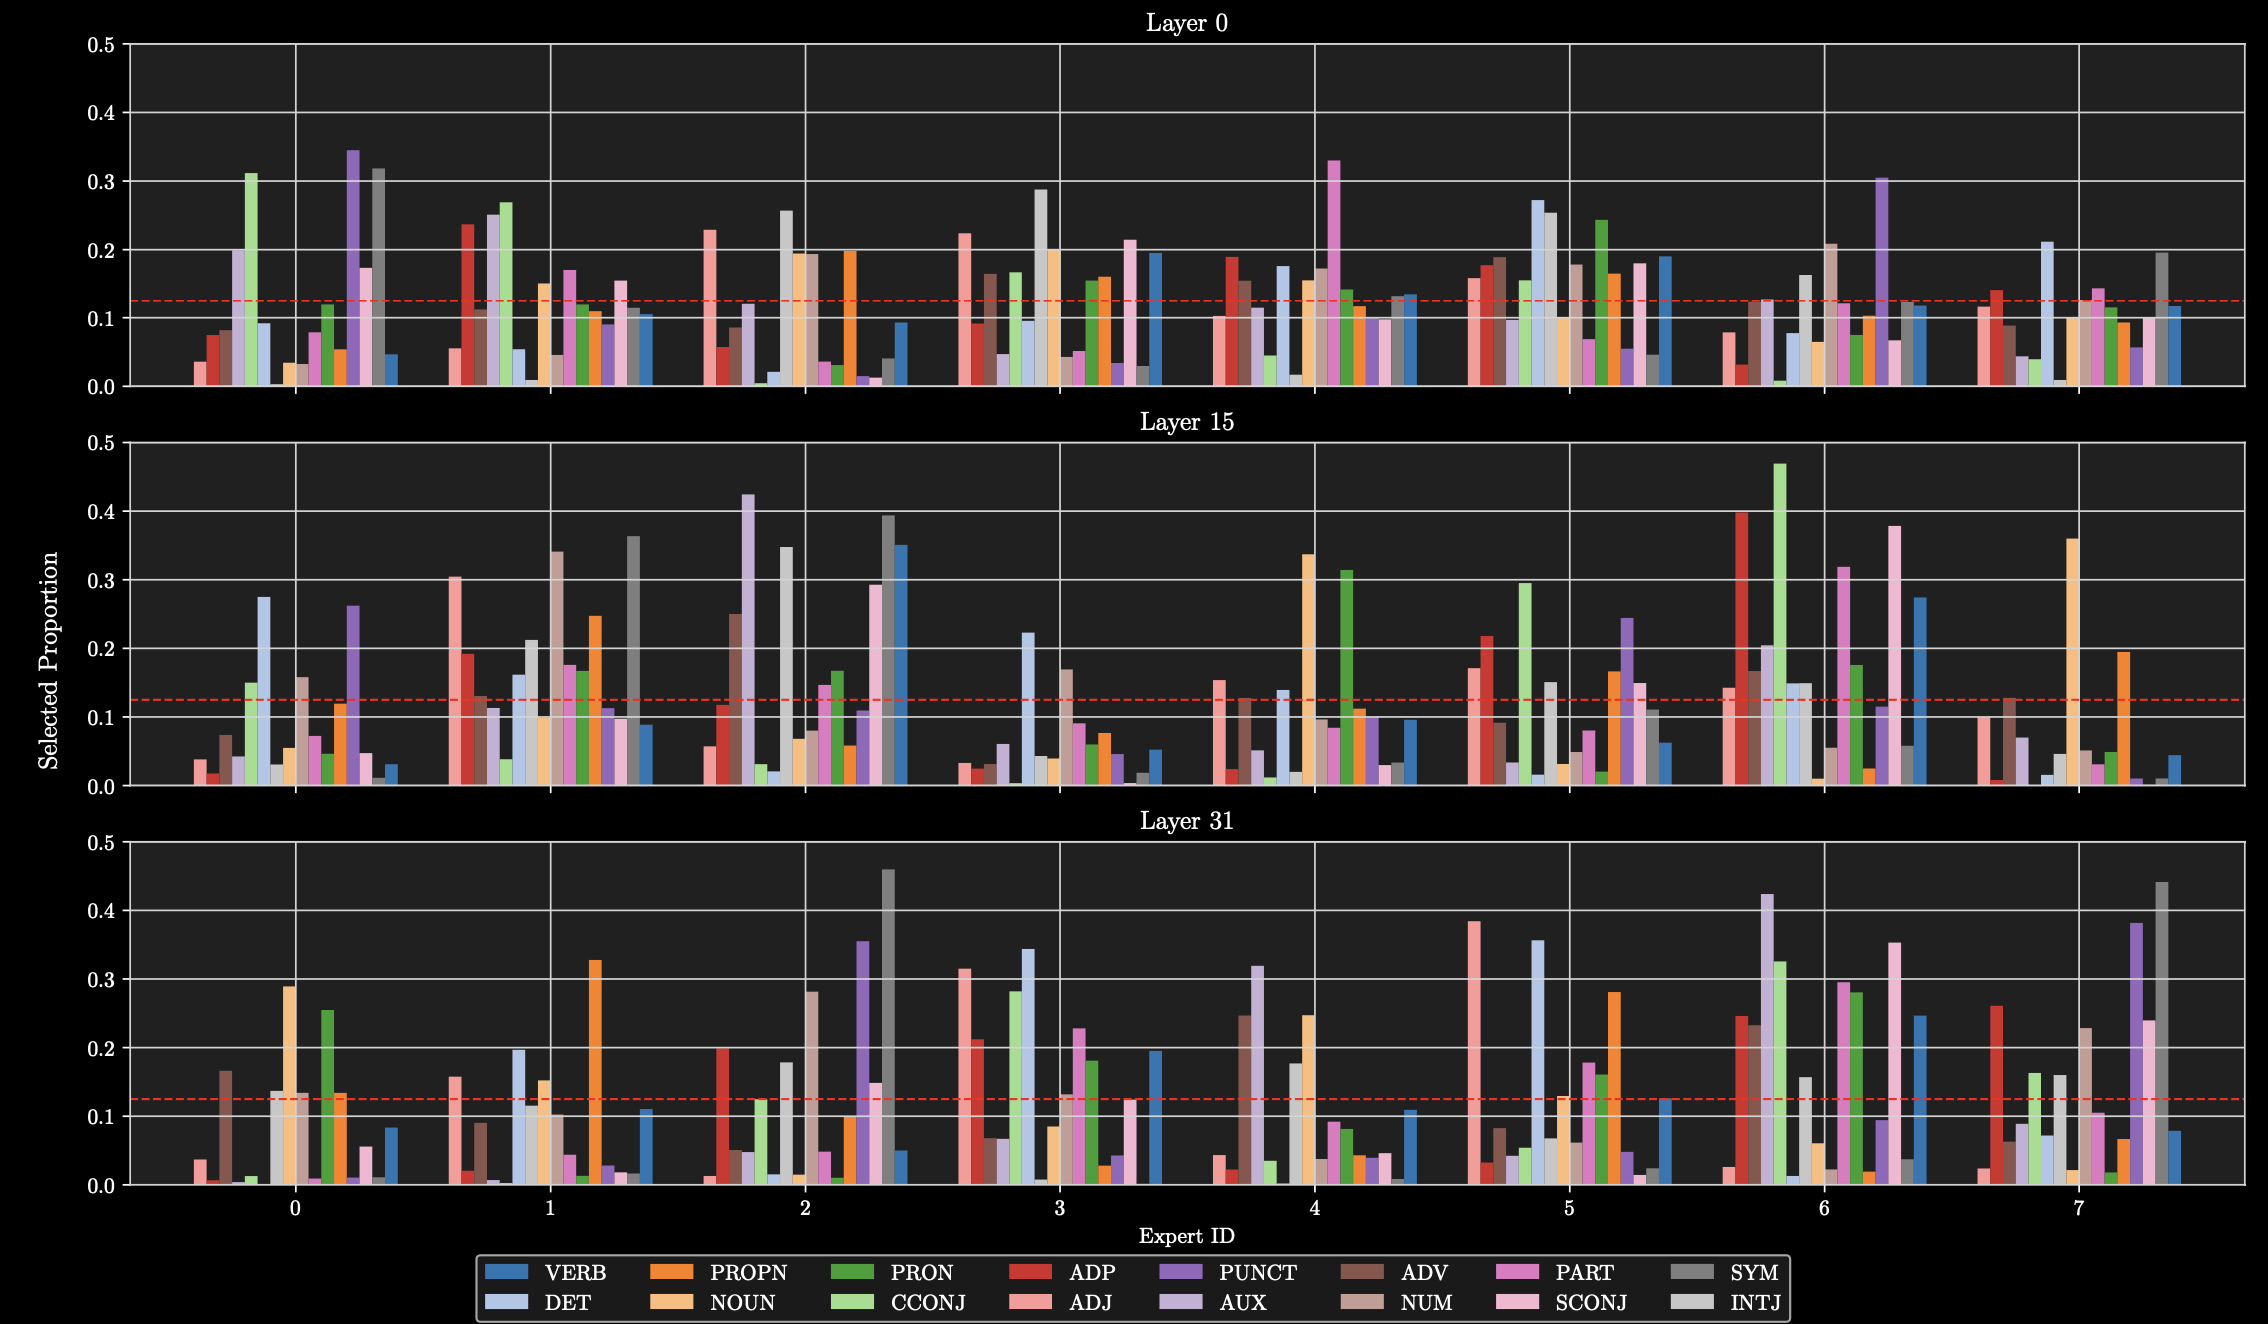 Layer 0
0.5
0.4
0.3
0.2
0.1
0.0
Layer 15
0.5
0.4
0.3
0.2
0.1
0.0
Selected Proportion
Layer 31
0.5
0.4
0.3
0.2
0.1
0.0
0 1 2 3 4 5 6 7
Expert ID
VERB PROPN PRON ADP PUNCT ADV PART SYM
DET NOUN CCONJ ADJ AUX NUM SCONJ INTJ